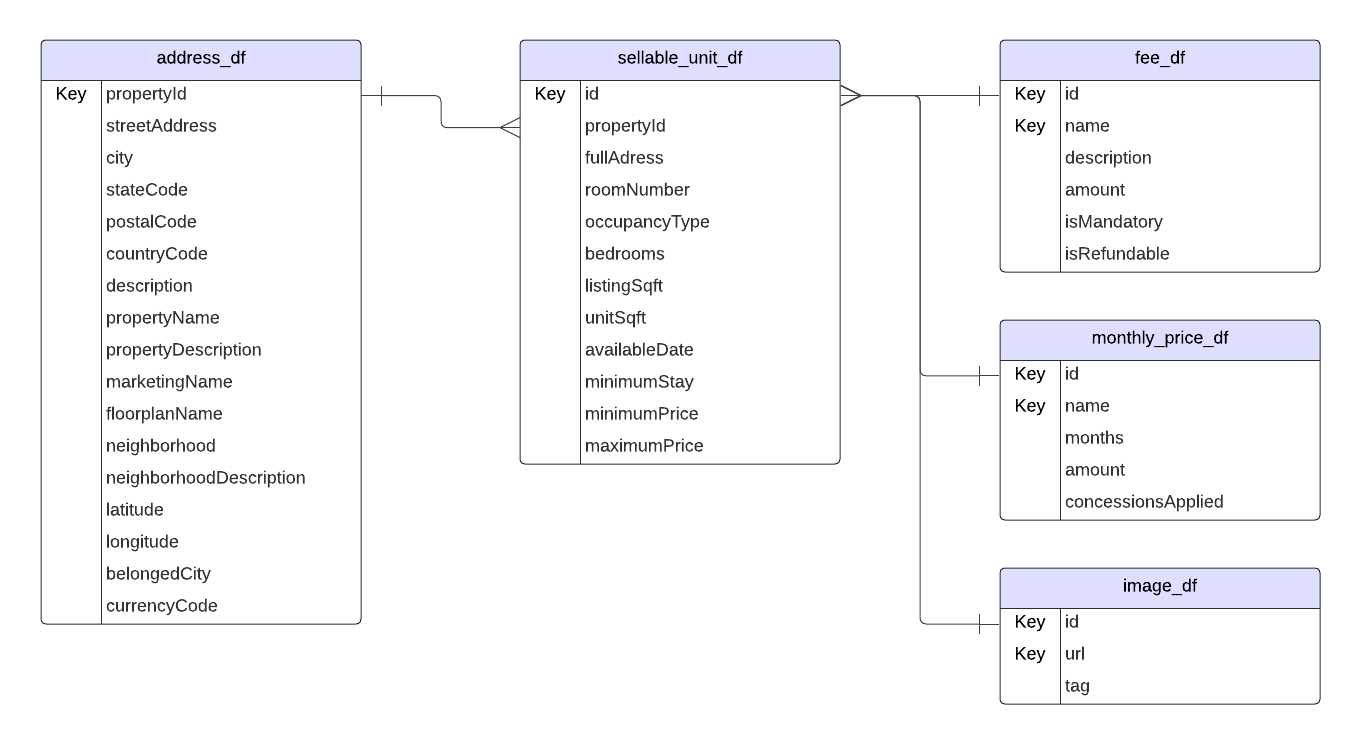 address_df
Key propertyId
streetAddress
city
stateCode
postalCode
countryCode
description
propertyName
propertyDescription
marketingName
floorplanName
neighborhood
neighborhoodDescription
latitude
longitude
belongedCity
currencyCode
sellable_unit_df
Key id
propertyId
fullAdress
roomNumber
occupancyType
bedrooms
listingSqft
unitSqft
availableDate
minimumStay
minimumPrice
maximumPrice
fee_df
Key id
Key name
description
amount
isMandatory
isRefundable
monthly_price_df
Key id
Key name
months
amount
concessionsApplied
image_df
Key id
Key url
tag